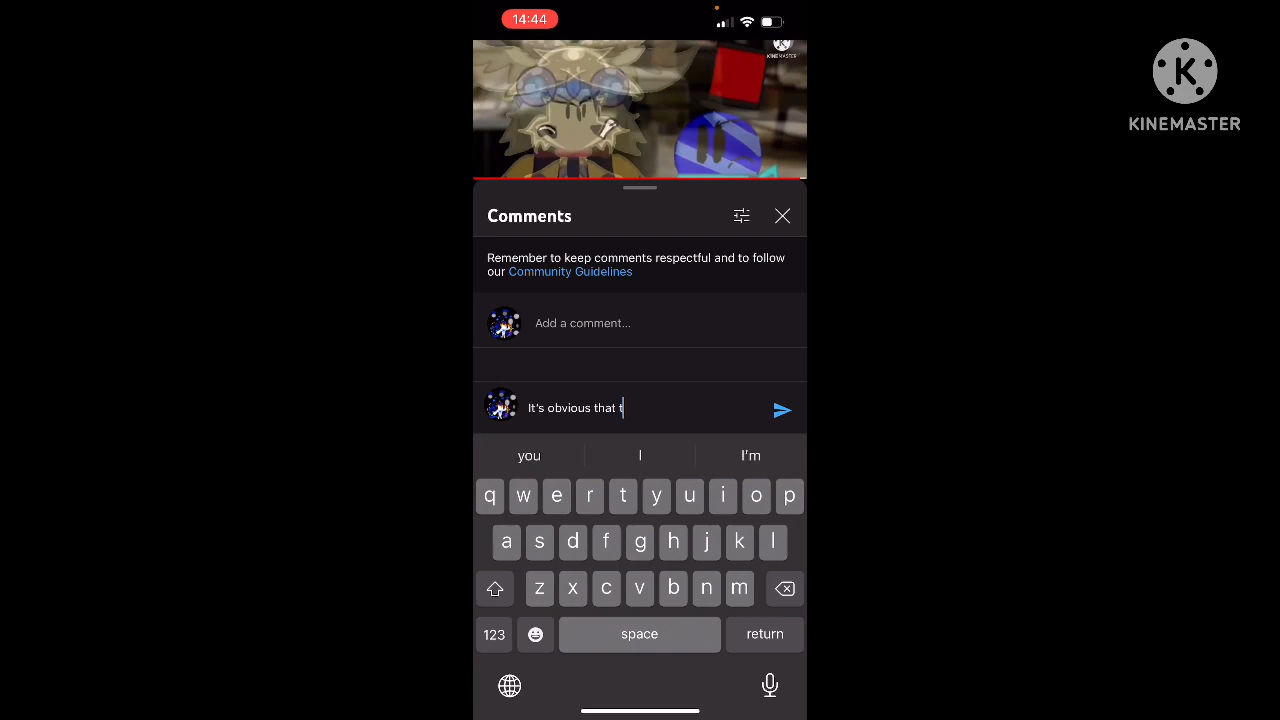 14:44
KINEMASTER
KINEMASTER
Comments
Remember to keep comments respectful and to follow
our Community Guidelines
Add a comment...
It's obvious that t
you I I'm
q w e r t y u i o p
a s d f g h j k l
z x c v b n m
123 space return